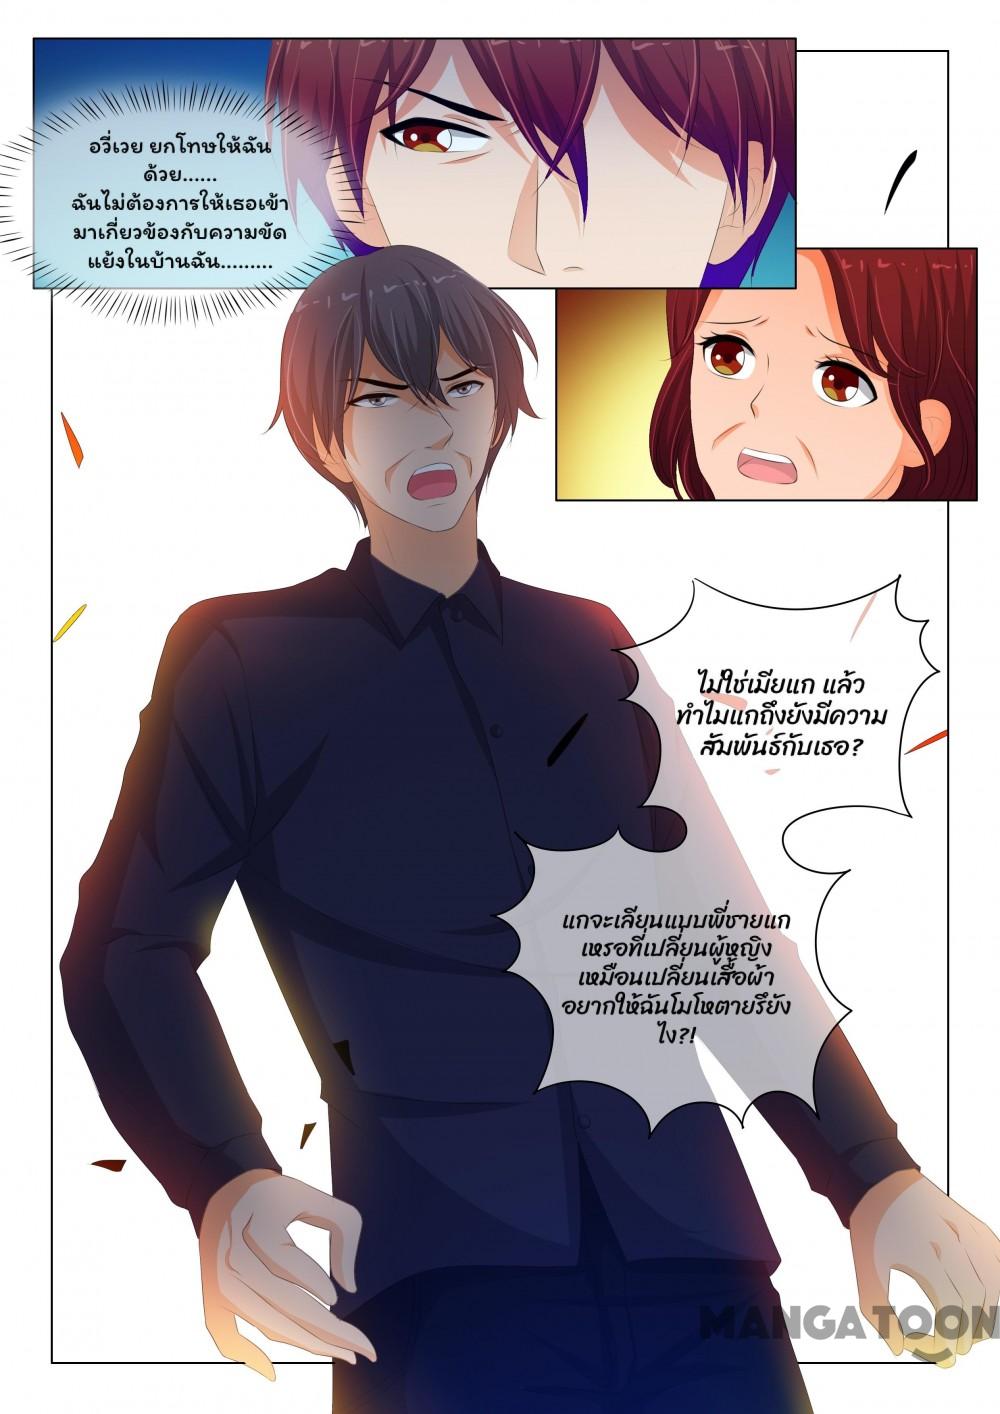 อวี่เวย ยกโทษให้ฉัน
ด้วย......
ฉันไม่ต้องการให้เธอเข้า
มาเกี่ยวข้องกับความขัด
แย้งในบ้านฉัน.........
ไม่ใช่เมียแก แล้ว
ทำไมแกถึงยังมีความ
สัมพันธ์กับเธอ?
แกจะเลียนแบบพี่ชายแก
เหรอที่เปลี่ยนผู้หญิง
เหมือนเปลี่ยนเสื้อผ้า
อยากให้ฉันโมโหตายรึยัง
ไง?!
MANGATOON